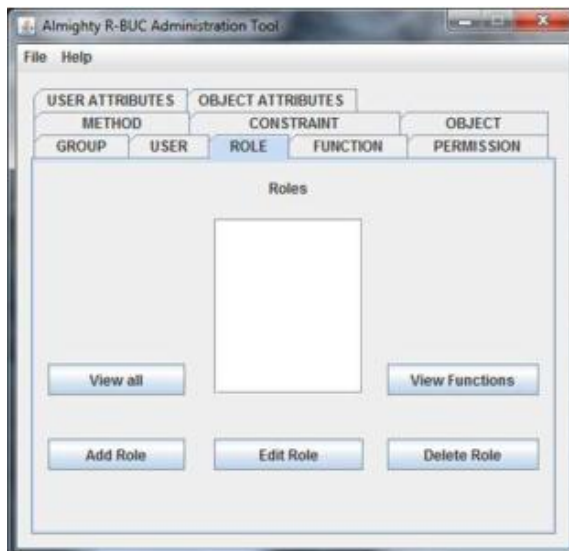 Almighty R-BUC Administration Tool
File Help
USER ATTRIBUTES OBJECT ATTRIBUTES
METHOD CONSTRAINT OBJECT
GROUP USER ROLE FUNCTION PERMISSION
Roles
View all View Functions
Add Role Edit Role Delete Role